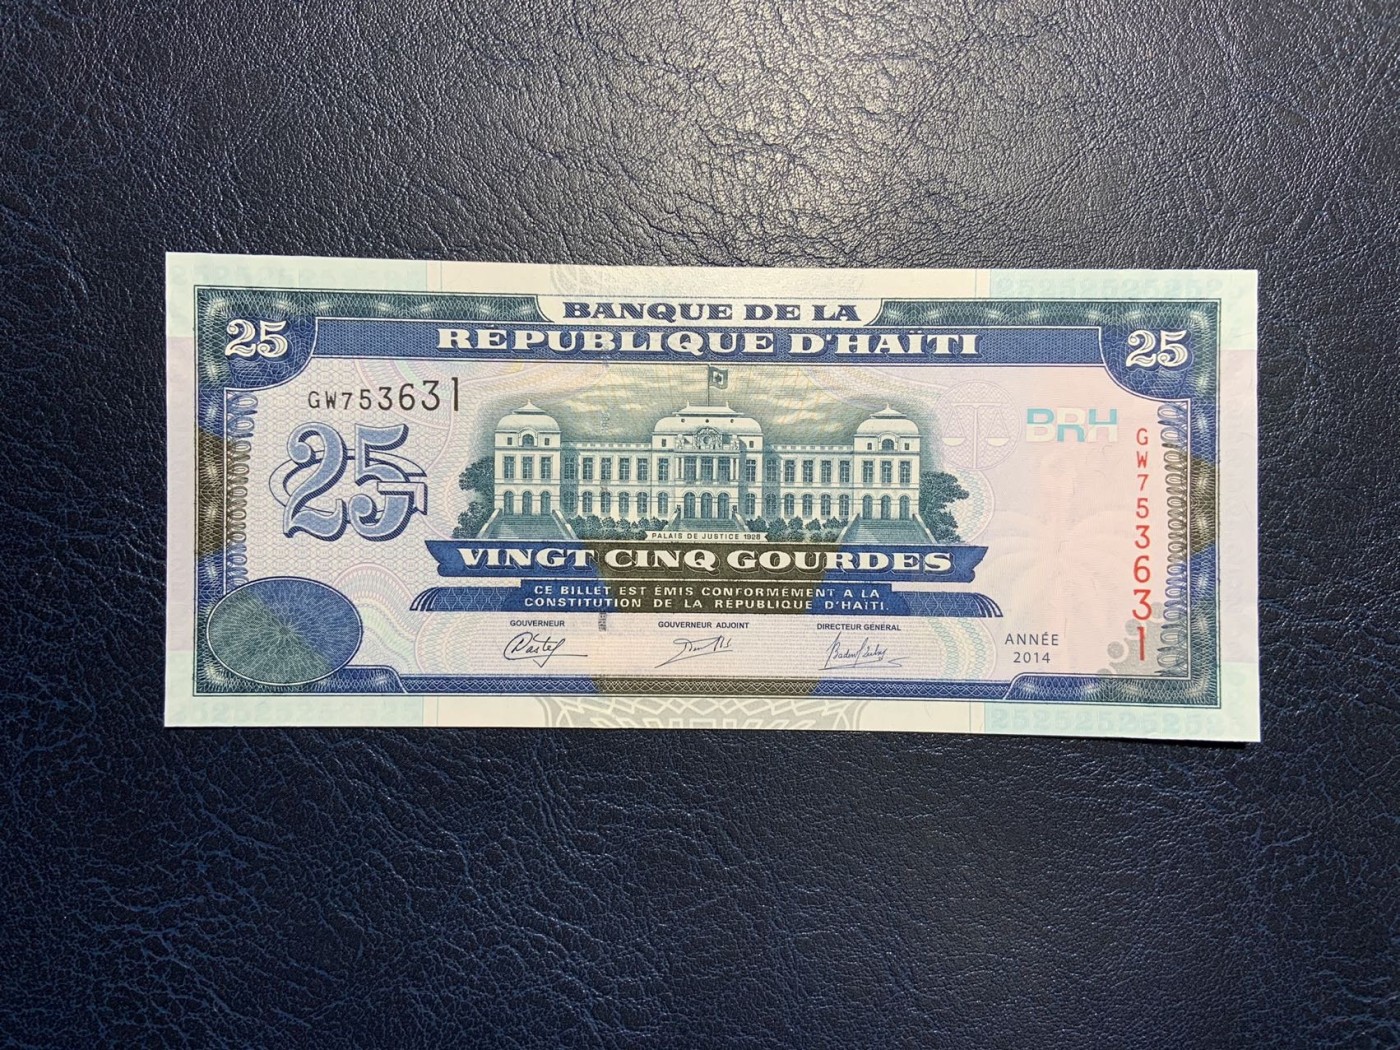 BANQUE DE LA
RÉPUBLIQUE D'HAÏTI
25
25
GW753631
25
BRH
GW753631
PALAIS DE JUSTICE 1928
VINGT CINQ GOURDES
CE BILLET EST ÉMIS CONFORMÉMENT A LA
CONSTITUTION DE LA RÉPUBLIQUE D'HAÏTI.
GOUVERNEUR
GOUVERNEUR ADJOINT
DIRECTEUR GÉNÉRAL
ANNÉE
2014